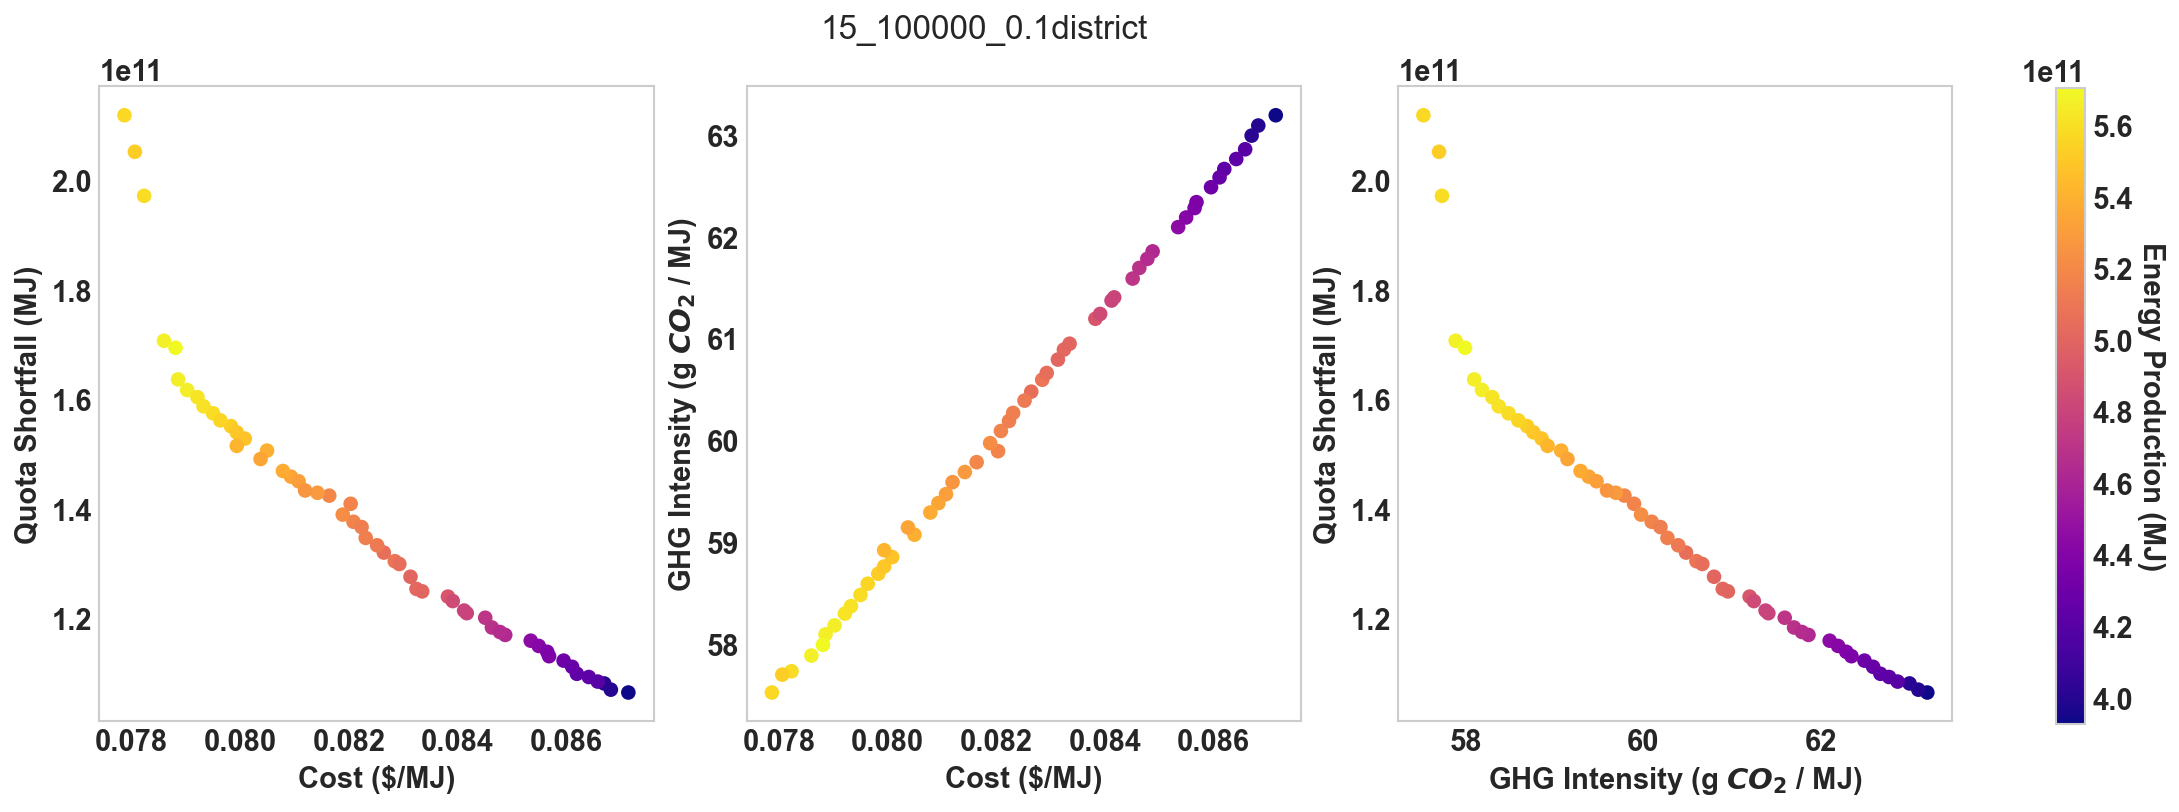 15_100000_0.1district
1e11
2.0
1.8
1.6
1.4
1.2
Quota Shortfall (MJ)
0.078 0.080 0.082 0.084 0.086
Cost ($/MJ)
63
62
61
60
59
58
GHG Intensity (g CO₂ / MJ)
0.078 0.080 0.082 0.084 0.086
Cost ($/MJ)
1e11
2.0
1.8
1.6
1.4
1.2
Quota Shortfall (MJ)
58 60 62
GHG Intensity (g CO₂ / MJ)
1e11
5.6
5.4
5.2
5.0
4.8
4.6
4.4
4.2
4.0
Energy Production (MJ)